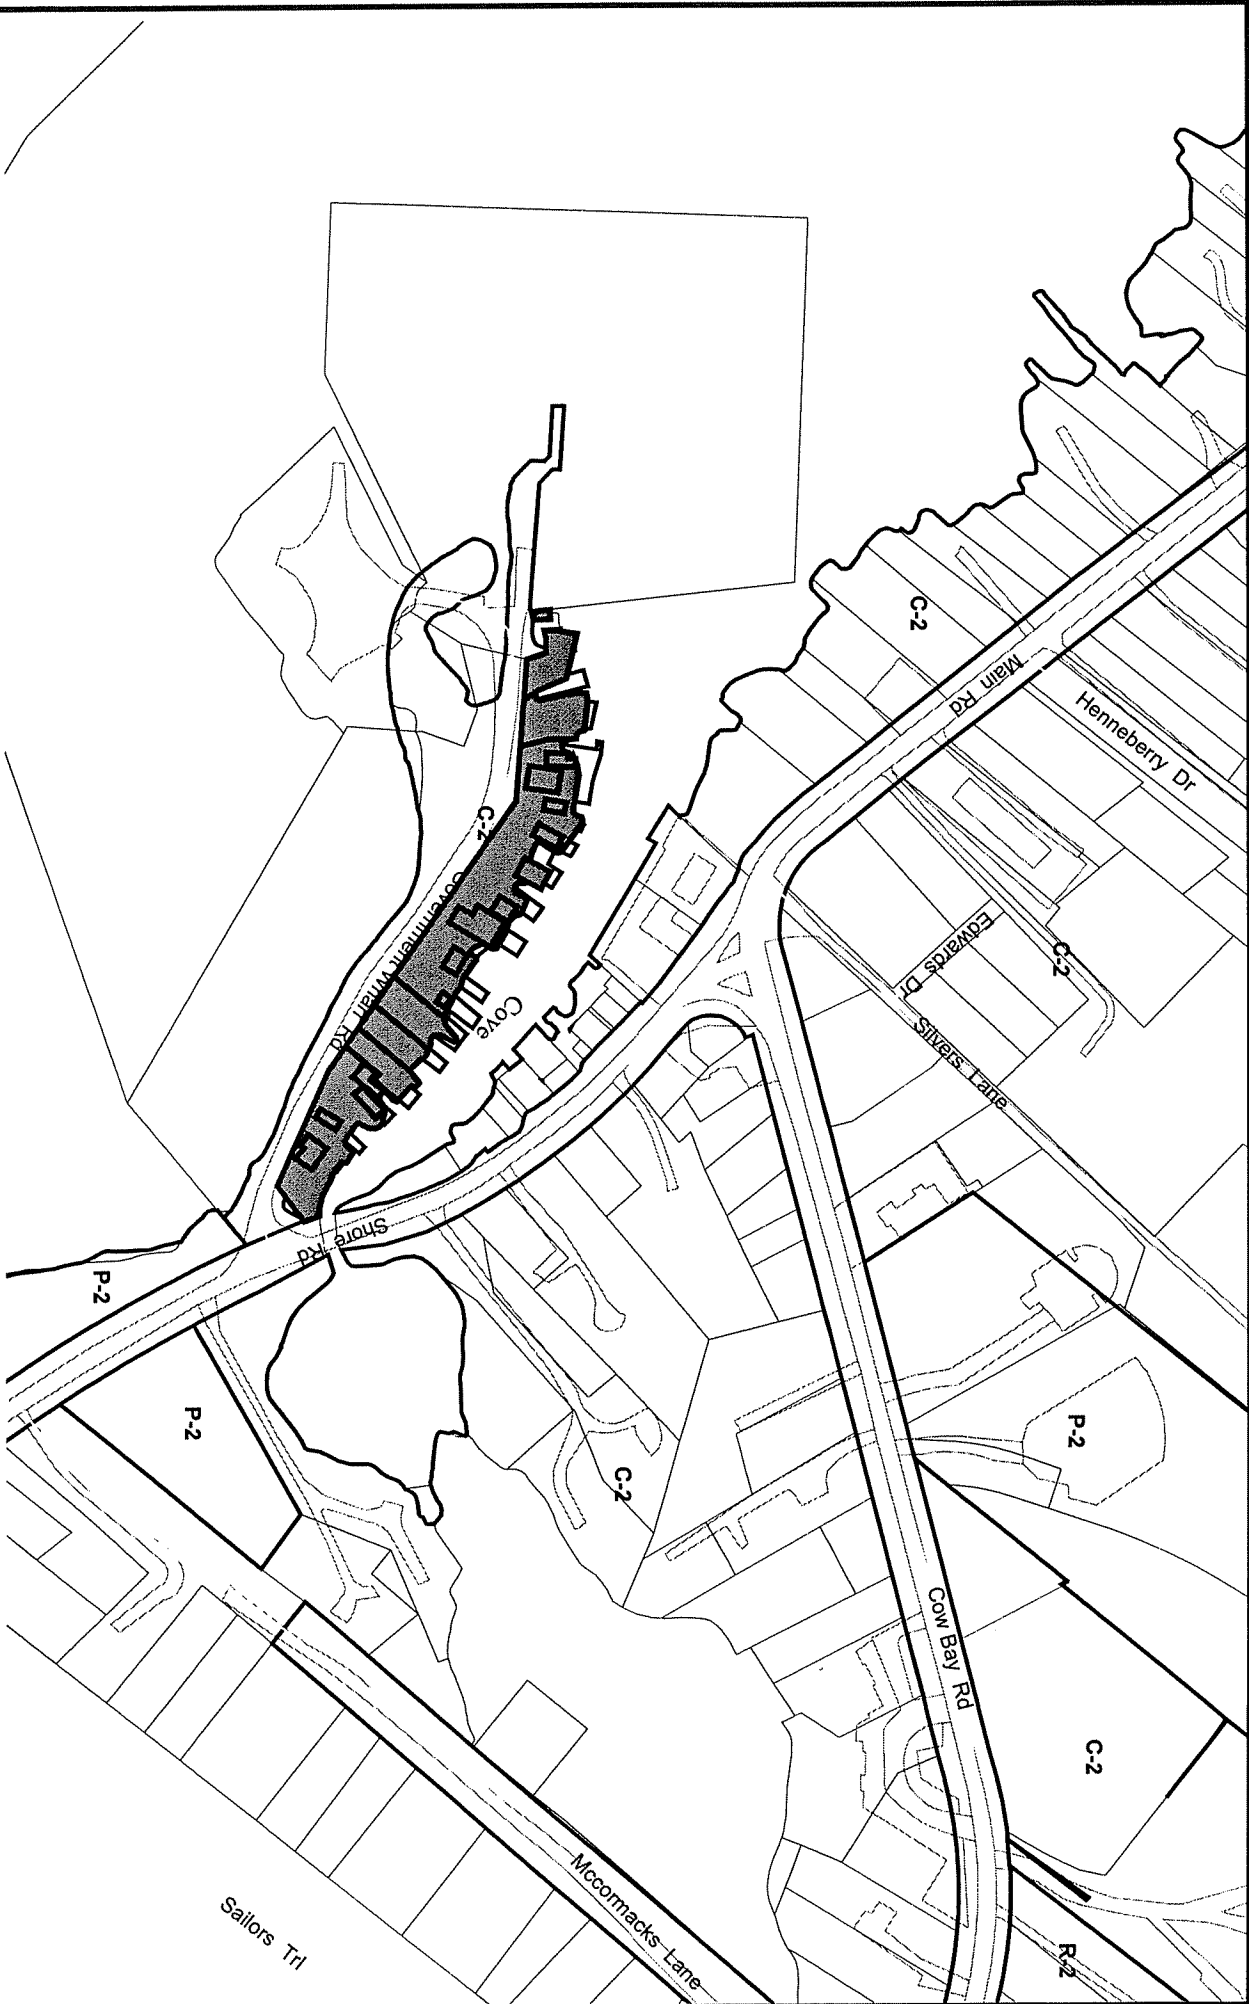 C-2
Main Rd
Henneberry Dr
C-2
Government Wharf Rd
Edwards Dr
C-2
Cove
Silvers Lane
Shore Rd
P-2
P-2
P-2
C-2
Cow Bay Rd
C-2
Mccormacks Lane
Sailors Trl
R-2